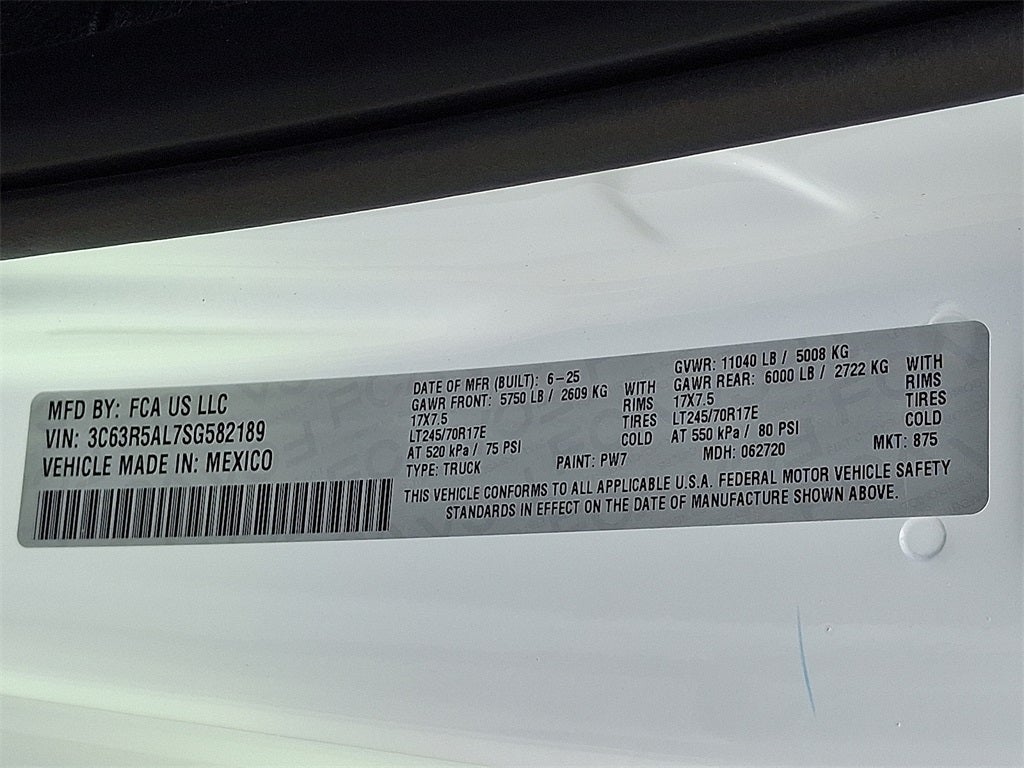 MFD BY: FCA US LLC
VIN: 3C63R5AL7SG582189
VEHICLE MADE IN: MEXICO
DATE OF MFR (BUILT): 6-25
GAWR FRONT: 5750 LB / 2609 KG WITH
17X7.5 RIMS
LT245/70R17E TIRES
AT 520 kPa / 75 PSI COLD
TYPE: TRUCK PAINT: PW7
GVWR: 11040 LB / 5008 KG
GAWR REAR: 6000 LB / 2722 KG WITH
17X7.5 RIMS
LT245/70R17E TIRES
AT 550 kPa / 80 PSI COLD
MDH: 062720 MKT: 875
THIS VEHICLE CONFORMS TO ALL APPLICABLE U.S.A. FEDERAL MOTOR VEHICLE SAFETY
STANDARDS IN EFFECT ON THE DATE OF MANUFACTURE SHOWN ABOVE.